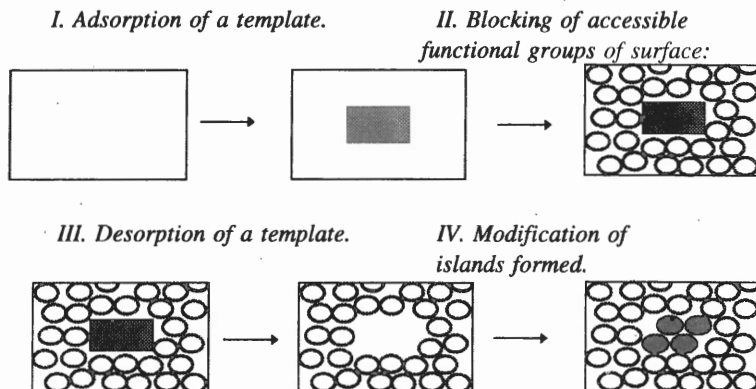 I. Adsorption of a template.
II. Blocking of accessible
functional groups of surface:
III. Desorption of a template.
IV. Modification of
islands formed.